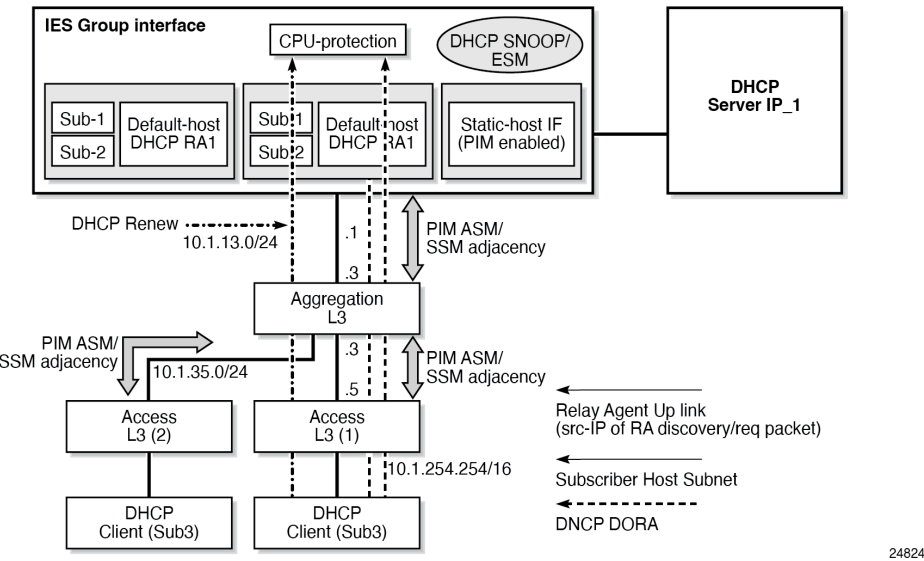 IES Group interface
CPU-protection
DHCP SNOOP/
ESM
DHCP
Server IP_1
Sub-1
Sub-2
Default-host
DHCP RA1
Sub-1
Sub-2
Default-host
DHCP RA1
Static-host IF
(PIM enabled)
DHCP Renew
10.1.13.0/24
.1
.3
PIM ASM/
SSM adjacency
Aggregation
L3
PIM ASM/
SSM adjacency
10.1.35.0/24
.3
.5
PIM ASM/
SSM adjacency
Access
L3 (2)
Access
L3 (1)
10.1.254.254/16
DHCP
Client (Sub3)
DHCP
Client (Sub3)
Relay Agent Up link
(src-IP of RA discovery/req packet)
Subscriber Host Subnet
DNCP DORA
24824